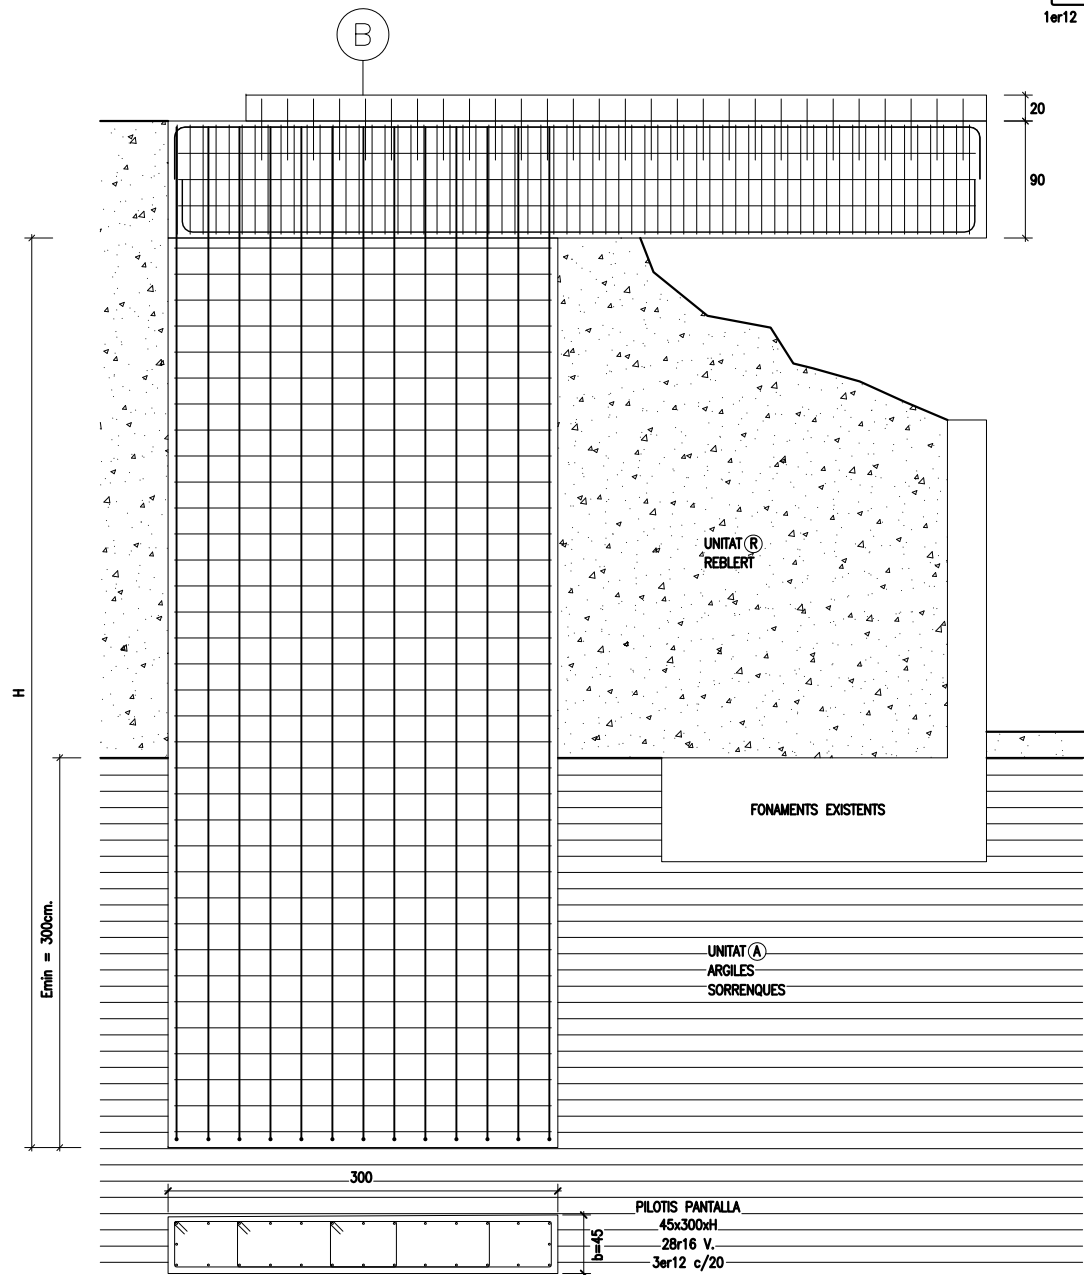 1er12
B
20
90
H
UNITAT R
REBLERT
FONAMENTS EXISTENTS
Emin = 300cm.
UNITAT A
ARGILES
SORRENQUES
300
b=45
PILOTIS PANTALLA
45x300xH
28r16 V.
3er12 c/20